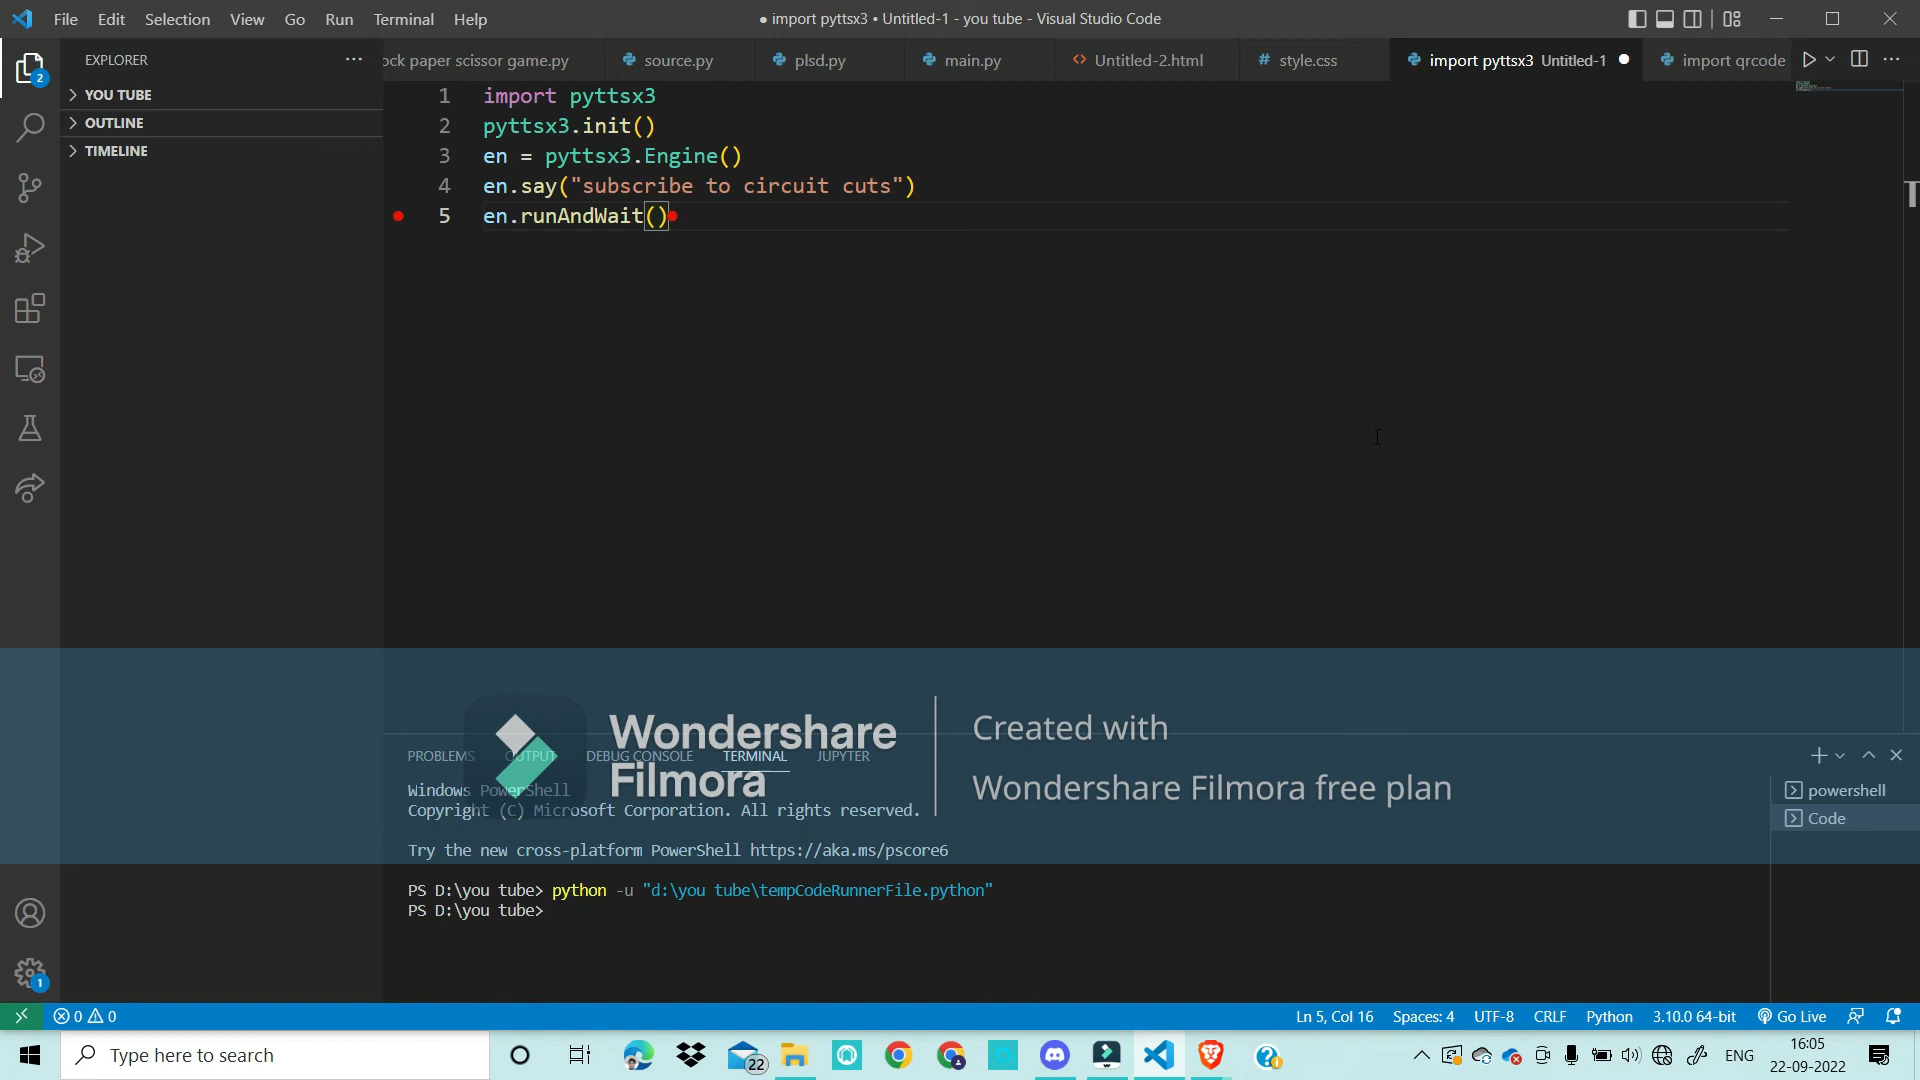 File Edit Selection View Go Run Terminal Help
● import pyttsx3 • Untitled-1 - you tube - Visual Studio Code
EXPLORER
YOU TUBE
OUTLINE
TIMELINE
ock paper scissor game.py
source.py
plsd.py
main.py
Untitled-2.html
style.css
import pyttsx3 Untitled-1
import qrcode
1 import pyttsx3
2 pyttsx3.init()
3 en = pyttsx3.Engine()
4 en.say("subscribe to circuit cuts")
5 en.runAndWait()
Wondershare
Filmora
Created with
Wondershare Filmora free plan
PROBLEMS OUTPUT DEBUG CONSOLE TERMINAL JUPYTER
Windows PowerShell
Copyright (C) Microsoft Corporation. All rights reserved.
Try the new cross-platform PowerShell https://aka.ms/pscore6
PS D:\you tube> python -u "d:\you tube\tempCodeRunnerFile.python"
PS D:\you tube>
powershell
Code
2
1
0 0
Ln 5, Col 16 Spaces: 4 UTF-8 CRLF Python 3.10.0 64-bit Go Live
Type here to search
22
ENG
16:05
22-09-2022